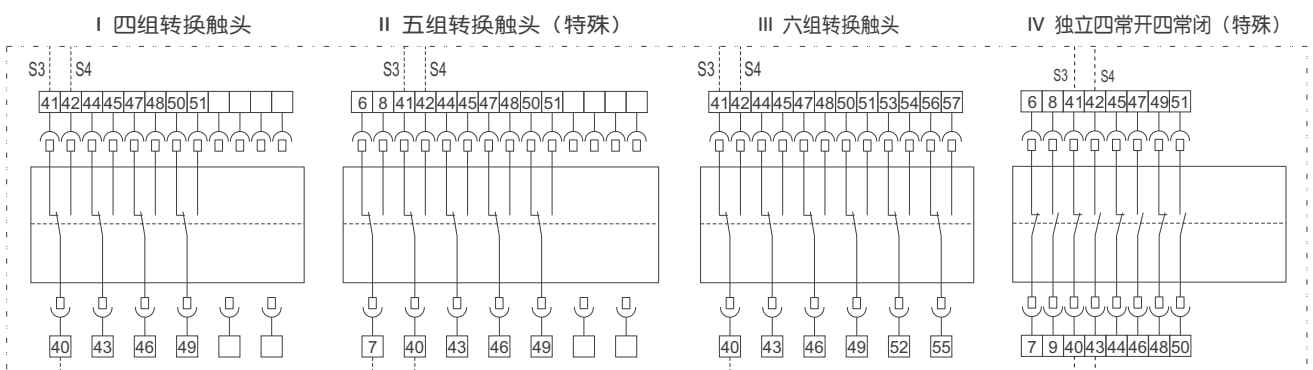 I 四组转换触头
II 五组转换触头（特殊）
III 六组转换触头
IV 独立四常开四常闭（特殊）
S3 S4
S3 S4
S3 S4
S3 S4
41 42 44 45 47 48 50 51
6 8 41 42 44 45 47 48 50 51
41 42 44 45 47 48 50 51 53 54 56 57
6 8 41 42 45 47 49 51
40 43 46 49
7 40 43 46 49
40 43 46 49 52 55
7 9 40 43 44 46 48 50